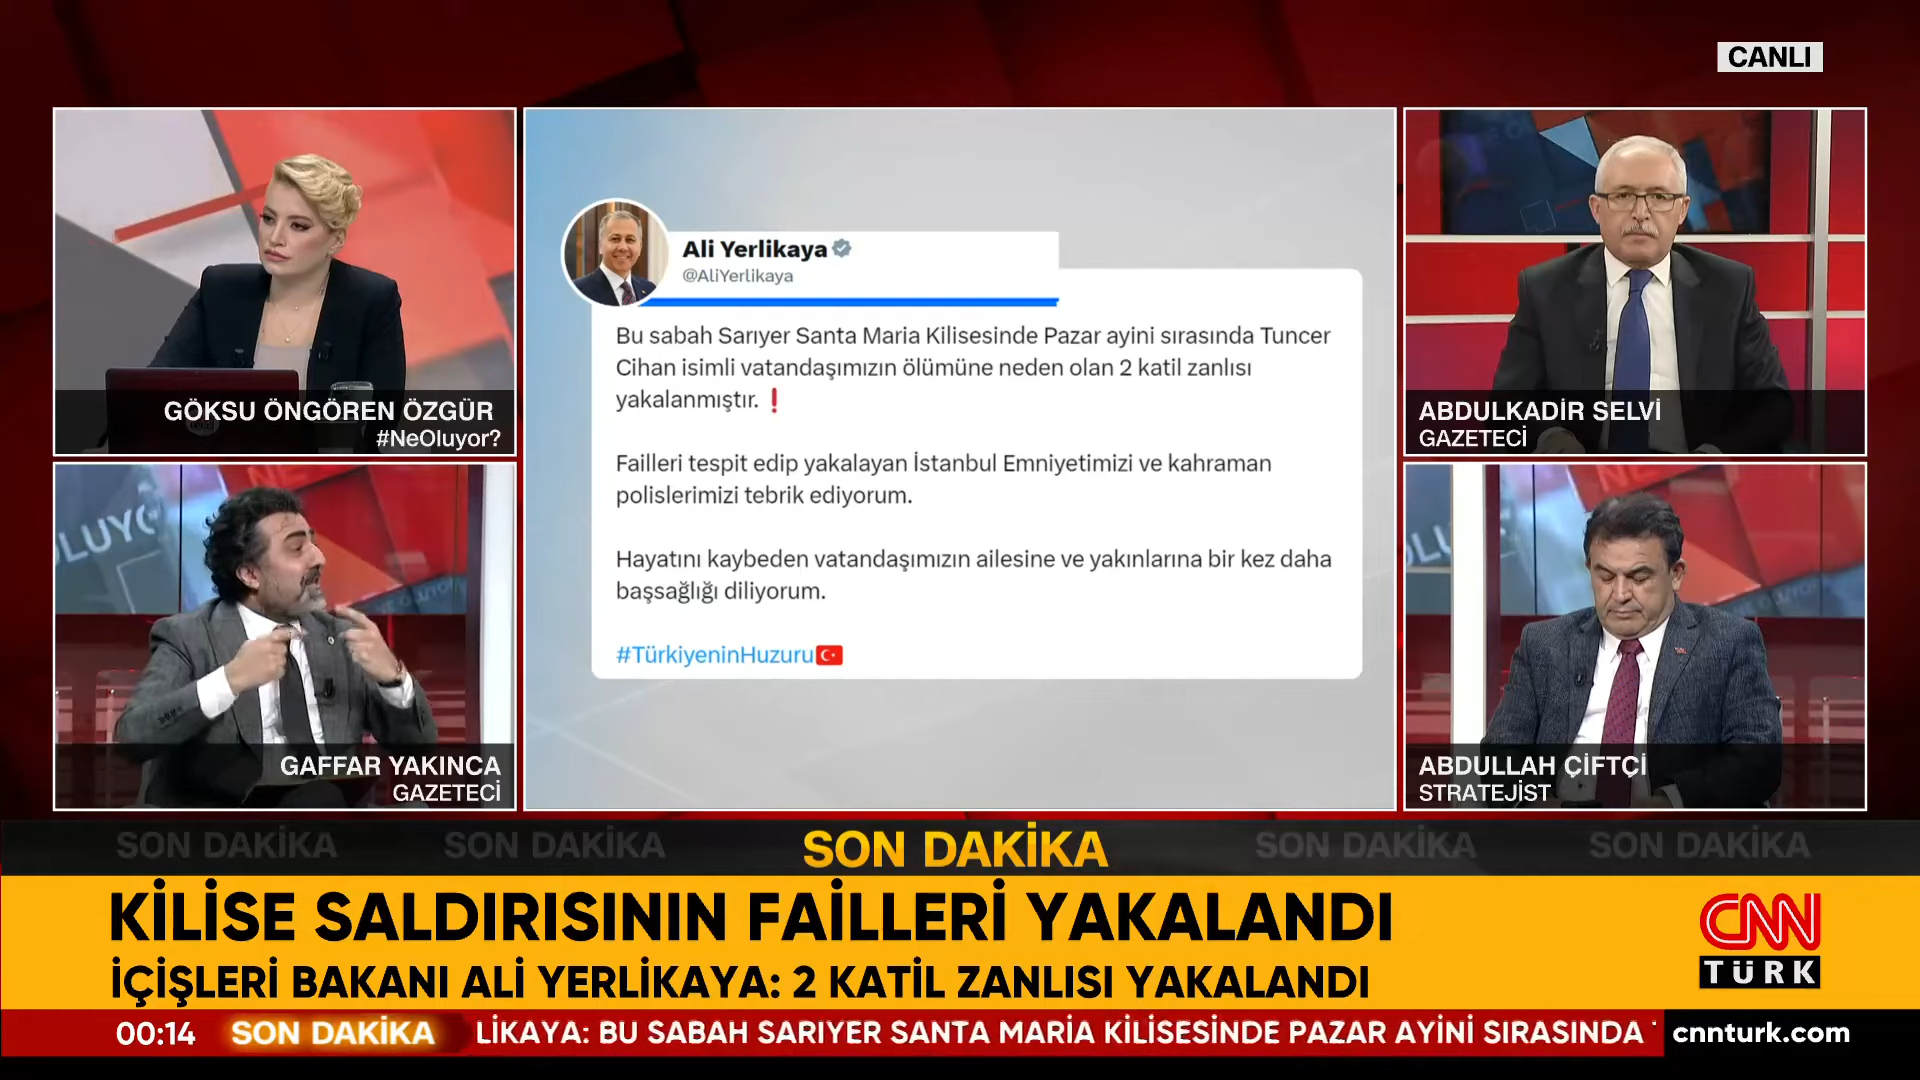 CANLI
GÖKSU ÖNGÖREN ÖZGÜR
#NeOluyor?
Ali Yerlikaya
@AliYerlikaya
Bu sabah Sarıyer Santa Maria Kilisesinde Pazar ayini sırasında Tuncer
Cihan isimli vatandaşımızın ölümüne neden olan 2 katil zanlısı
yakalanmıştır. ❗
Failleri tespit edip yakalayan İstanbul Emniyetimizi ve kahraman
polislerimizi tebrik ediyorum.
Hayatını kaybeden vatandaşımızın ailesine ve yakınlarına bir kez daha
başsağlığı diliyorum.
#TürkiyeninHuzuru🇹🇷
ABDULKADİR SELVİ
GAZETECİ
LUYO
GAFFAR YAKINCA
GAZETECİ
ABDULLAH ÇİFTÇİ
STRATEJİST
SON DAKİKA SON DAKİKA SON DAKİKA SON DAKİKA SON DAKİKA
KİLİSE SALDIRISININ FAİLLERİ YAKALANDI
İÇİŞLERİ BAKANI ALİ YERLİKAYA: 2 KATİL ZANLISI YAKALANDI
CNN
TÜRK
00:14 SON DAKİKA LİKAYA: BU SABAH SARIYER SANTA MARİA KİLİSESİNDE PAZAR AYİNİ SIRASINDA
cnnturk.com